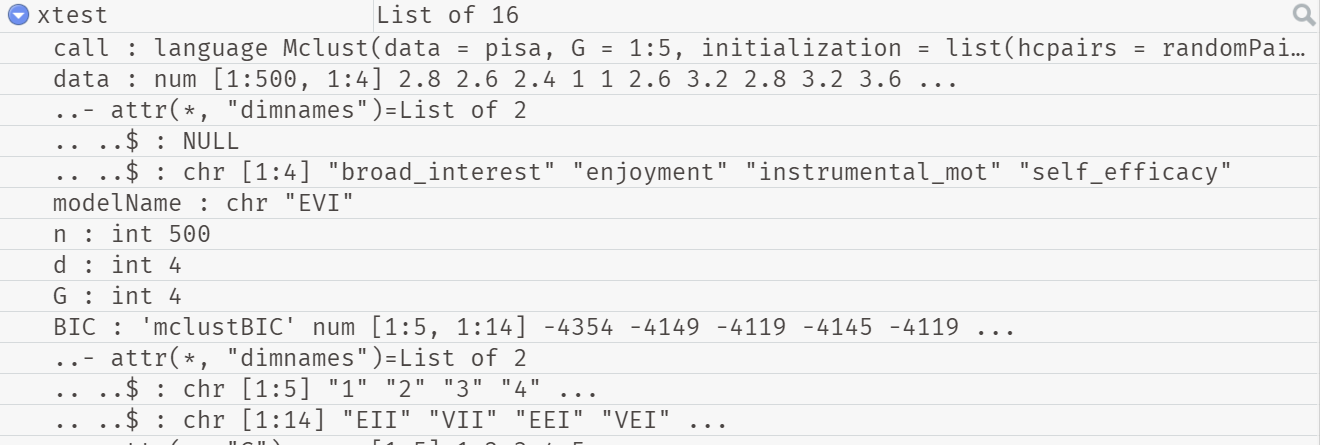 xtest List of 16
call : language Mclust(data = pisa, G = 1:5, initialization = list(hcpairs = randomPai…
data : num [1:500, 1:4] 2.8 2.6 2.4 1 1 2.6 3.2 2.8 3.2 3.6 ...
..- attr(*, "dimnames")=List of 2
.. ..$ : NULL
.. ..$ : chr [1:4] "broad_interest" "enjoyment" "instrumental_mot" "self_efficacy"
modelName : chr "EVI"
n : int 500
d : int 4
G : int 4
BIC : 'mclustBIC' num [1:5, 1:14] -4354 -4149 -4119 -4145 -4119 ...
..- attr(*, "dimnames")=List of 2
.. ..$ : chr [1:5] "1" "2" "3" "4" ...
.. ..$ : chr [1:14] "EII" "VII" "EEI" "VEI" ...